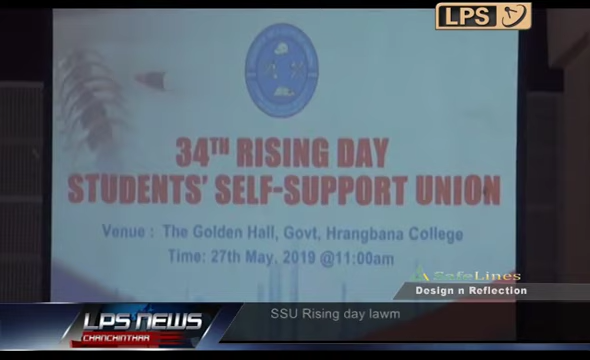 LPS
34TH RISING DAY
STUDENTS' SELF-SUPPORT UNION
Venue : The Golden Hall, Govt, Hrangbana College
Time: 27th May, 2019 @11:00am
SafeLines
Design n Reflection
SSU Rising day lawm
LPS NEWS
CHANCHINTHAR